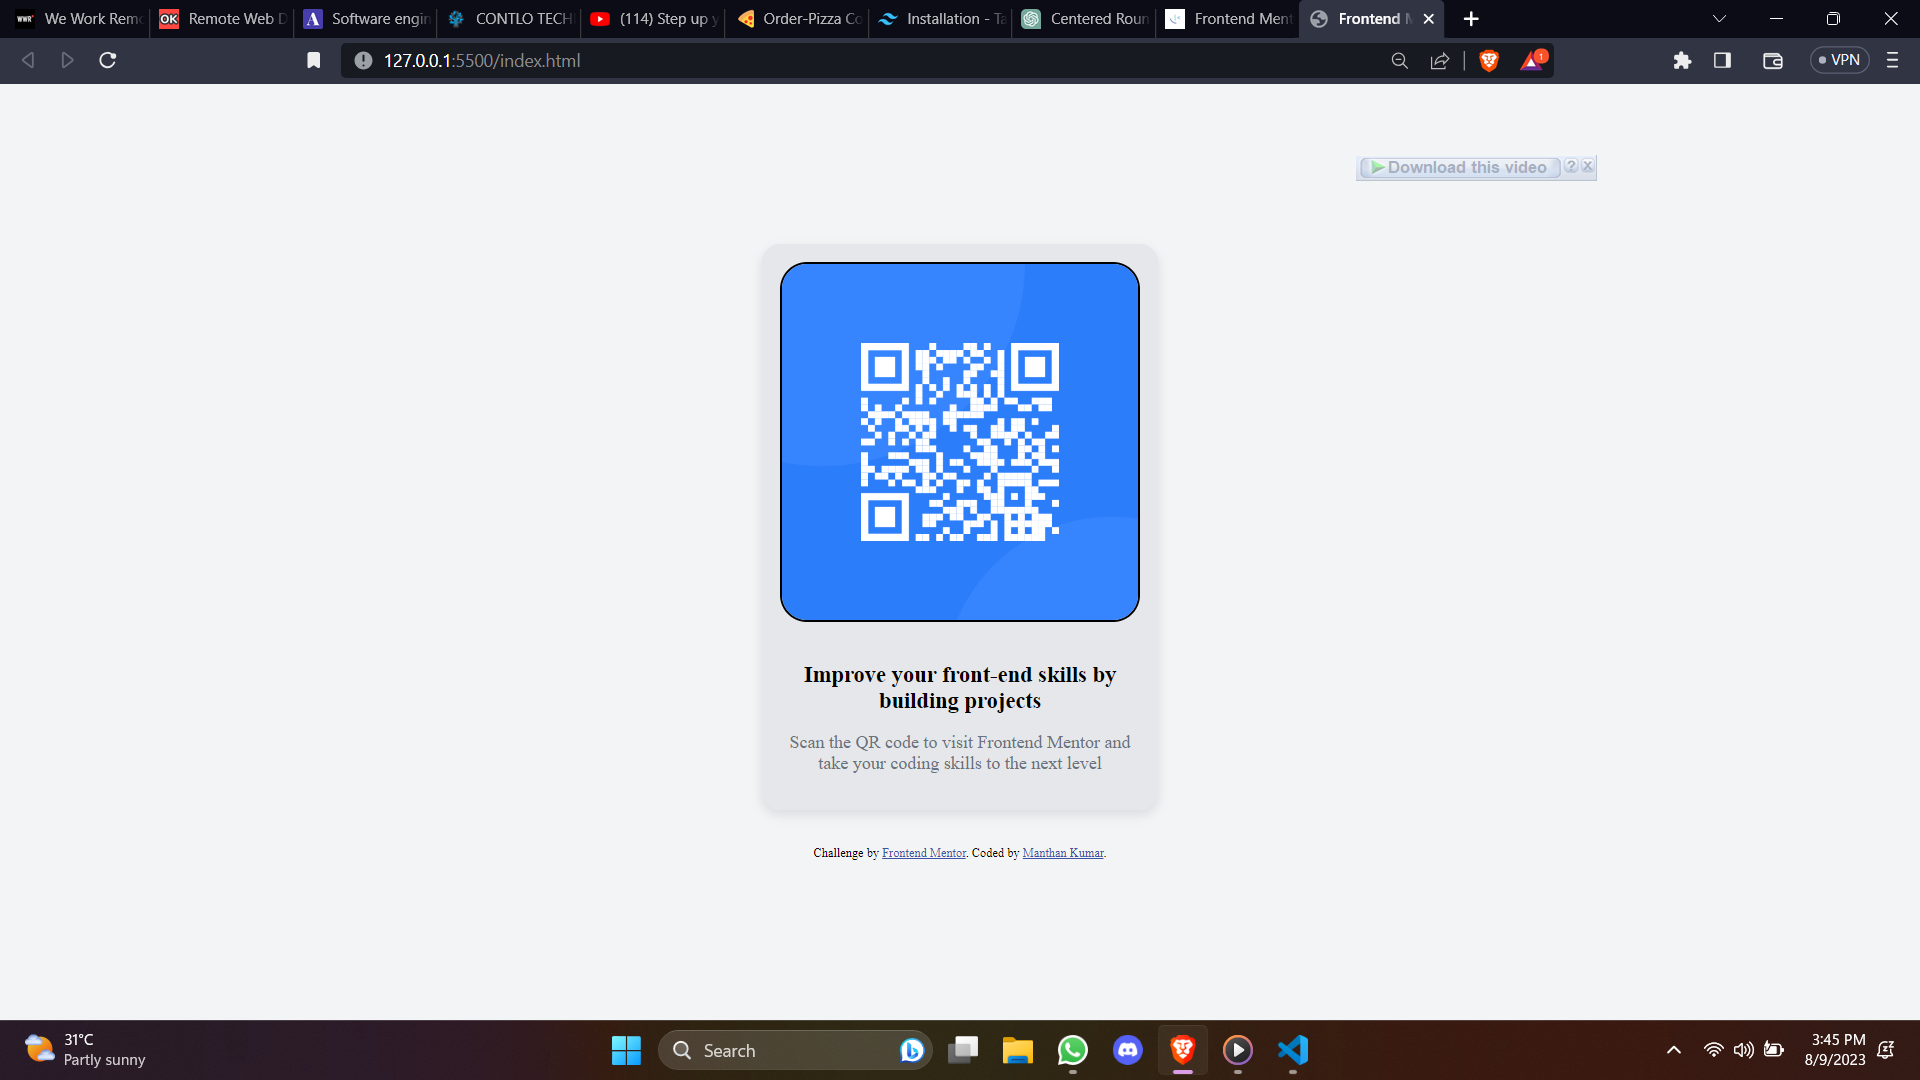 We Work Remo
OK Remote Web D
A Software engin
CONTLO TECH
(114) Step up y
Order-Pizza Co
Installation - Ta
Centered Roun
Frontend Ment
Frontend M
127.0.0.1:5500/index.html
1
VPN
Download this video ? X
Improve your front-end skills by
building projects
Scan the QR code to visit Frontend Mentor and
take your coding skills to the next level
Challenge by Frontend Mentor. Coded by Manthan Kumar.
31°C
Partly sunny
Search
3:45 PM
8/9/2023